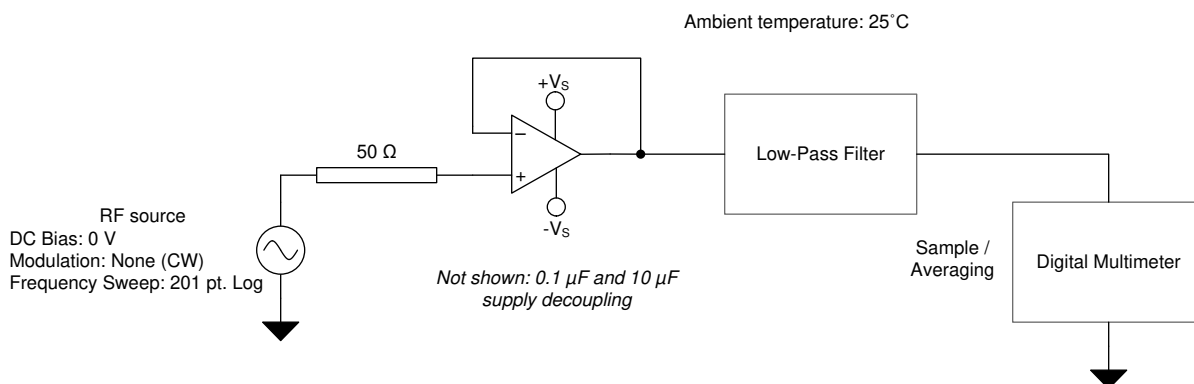 Ambient temperature: 25˚C
+VS
50 Ω
−
+
Low-Pass Filter
RF source
DC Bias: 0 V
Modulation: None (CW)
Frequency Sweep: 201 pt. Log
-VS
Not shown: 0.1 µF and 10 µF
supply decoupling
Sample /
Averaging
Digital Multimeter